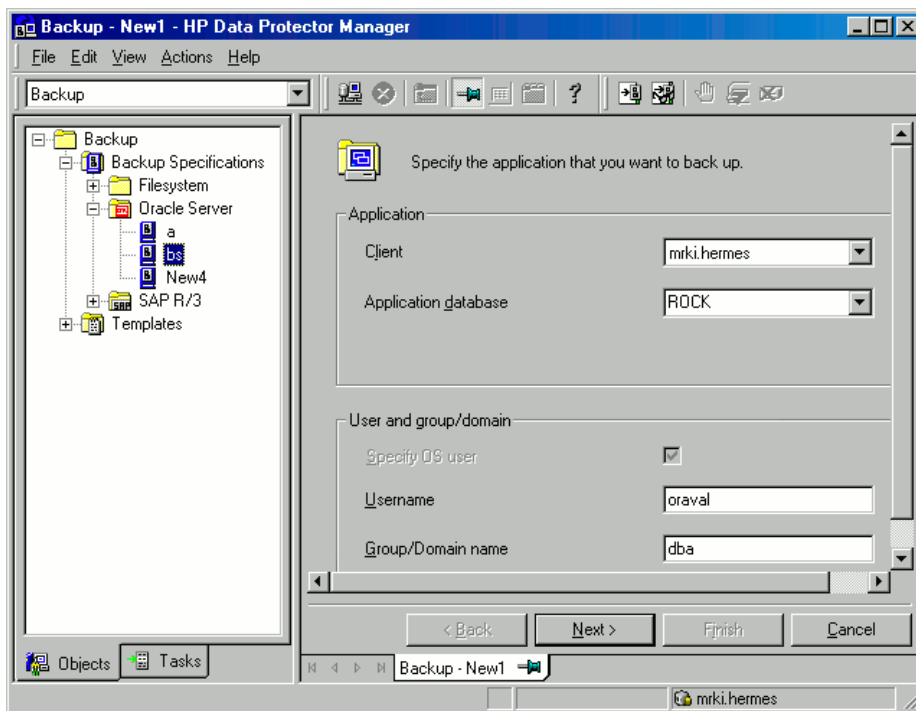 Backup - New1 - HP Data Protector Manager
File Edit View Actions Help
Backup
Backup
Backup Specifications
Filesystem
Oracle Server
a
bs
New4
SAP R/3
Templates
Objects
Tasks
Specify the application that you want to back up.
Application
Client
mrki.hermes
Application database
ROCK
User and group/domain
Specify OS user
Username
oraval
Group/Domain name
dba
< Back
Next >
Finish
Cancel
Backup - New1
mrki.hermes